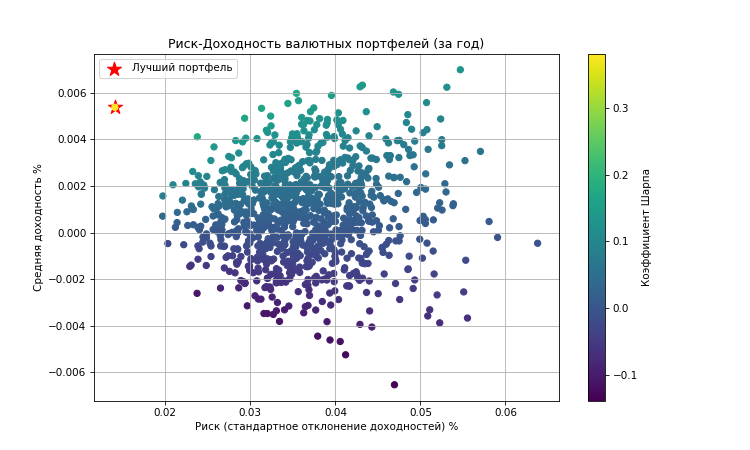 Риск-Доходность валютных портфелей (за год)
Лучший портфель
Средняя доходность %
0.006
0.004
0.002
0.000
−0.002
−0.004
−0.006
0.02 0.03 0.04 0.05 0.06
Риск (стандартное отклонение доходностей) %
0.3
0.2
0.1
0.0
−0.1
Коэффициент Шарпа